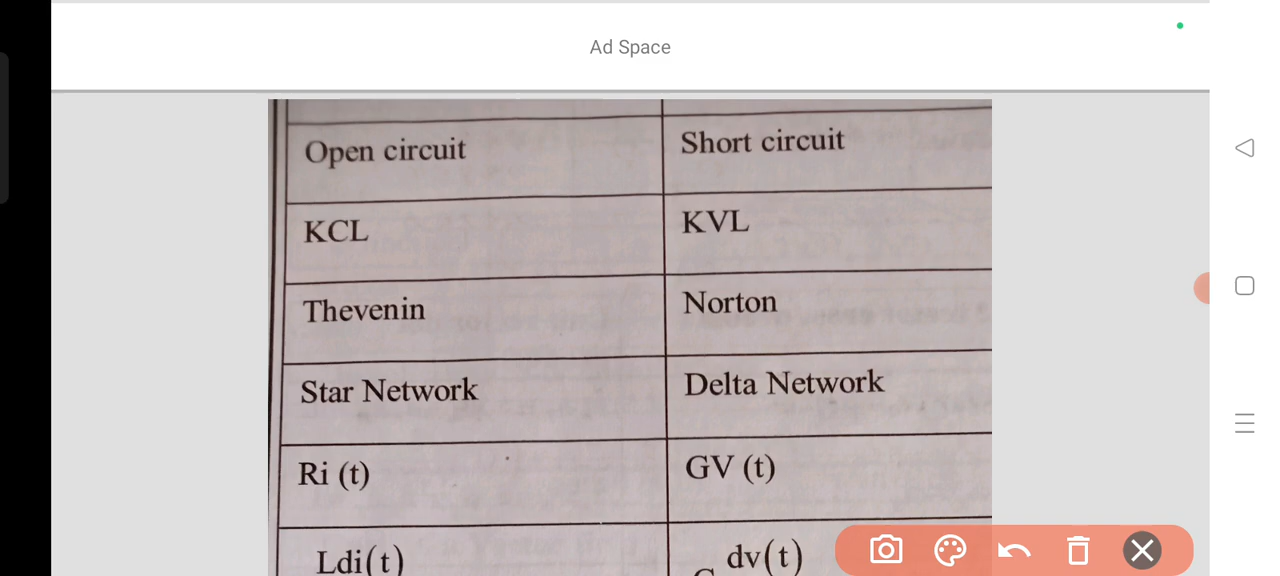 Ad Space
Open circuit Short circuit
KCL KVL
Thevenin Norton
Star Network Delta Network
Ri (t) GV (t)
Ldi(t) dv(t)